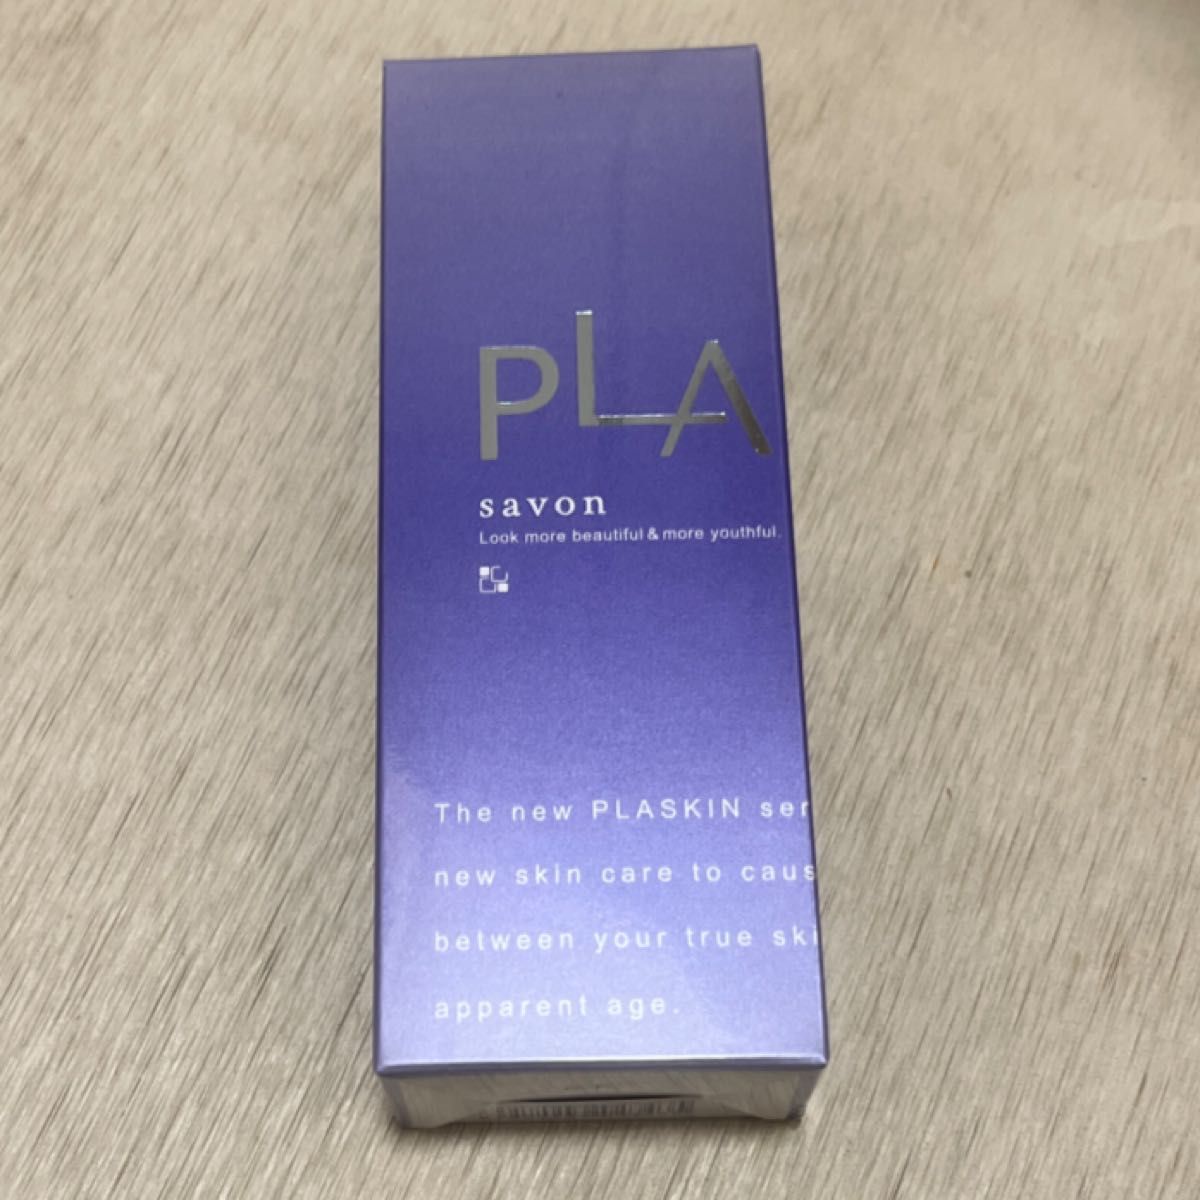 PLA
savon
Look more beautiful & more youthful.
The new PLASKIN ser
new skin care to caus
between your true ski
apparent age.